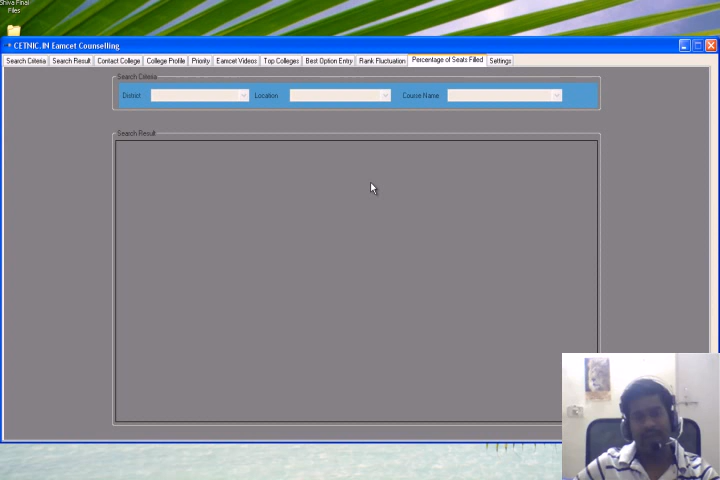 Shiva Final
Files
CETNIC.IN Eamcet Counselling
Search Criteria Search Result Contact College College Profile Priority Eamcet Videos Top Colleges Best Option Entry Rank Fluctuation Percentage of Seats Filled Settings
Search Criteria
District Location Course Name
Search Result